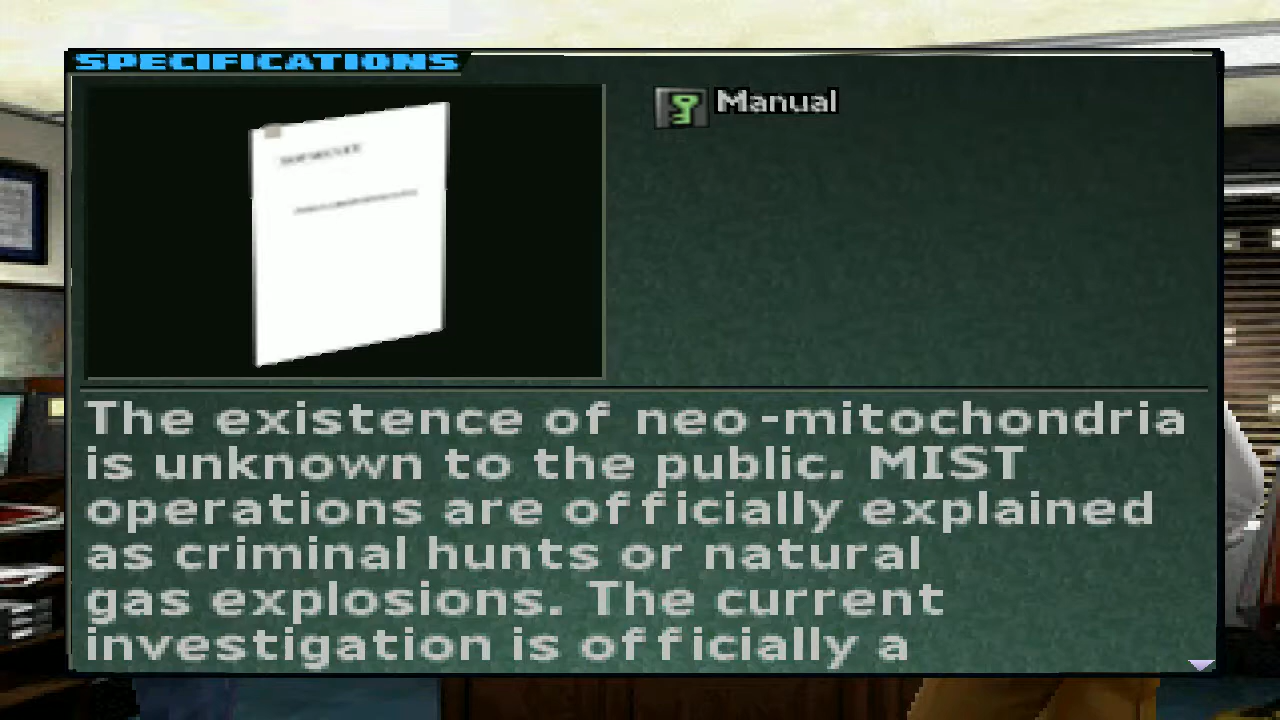 SPECIFICATIONS
Manual
The existence of neo-mitochondria
is unknown to the public. MIST
operations are officially explained
as criminal hunts or natural
gas explosions. The current
investigation is officially a